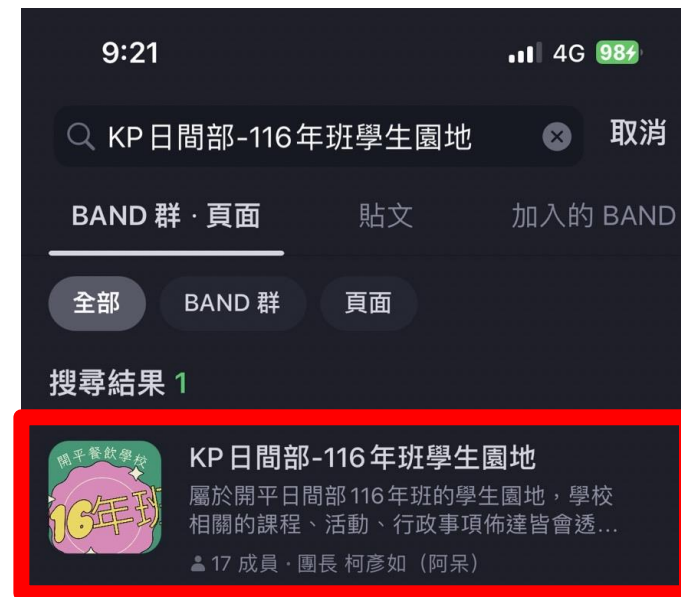 9:21
4G 98
KP日間部-116年班學生園地 取消
BAND 群 · 頁面 貼文 加入的 BAND
全部 BAND 群 頁面
搜尋結果 1
開平餐飲學校
16年班
KP日間部-116年班學生園地
屬於開平日間部116年班的學生園地，學校
相關的課程、活動、行政事項佈達皆會透...
17 成員 · 團長 柯彥如（阿呆）